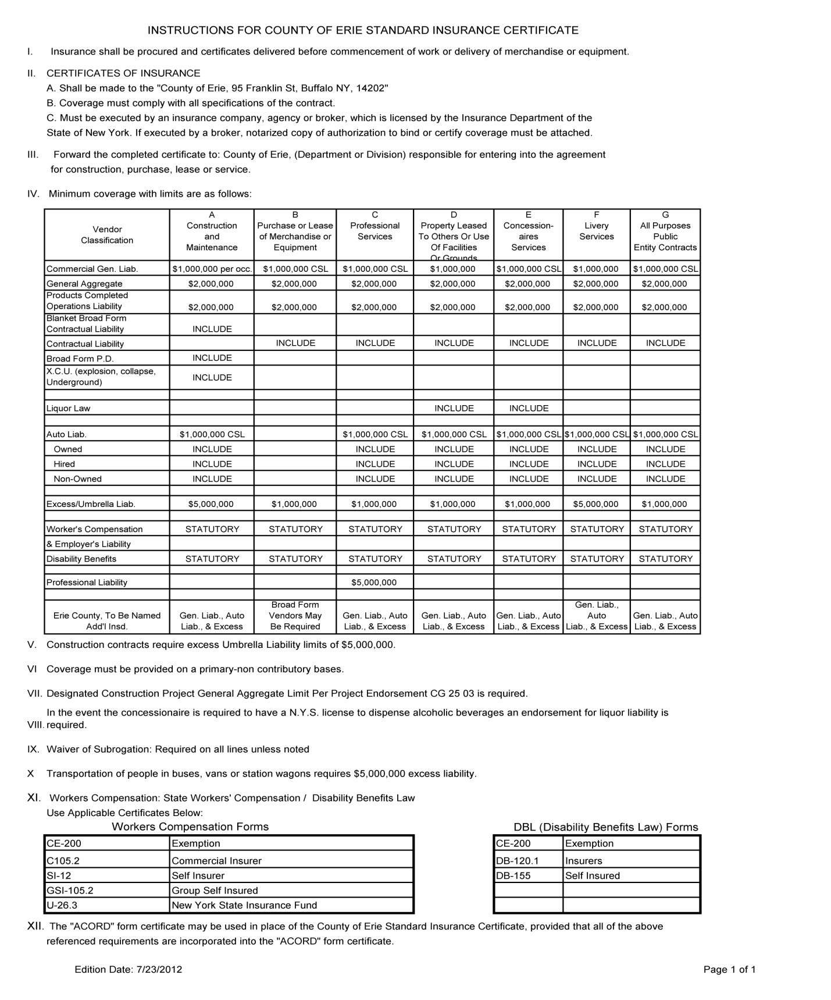 INSTRUCTIONS FOR COUNTY OF ERIE STANDARD INSURANCE CERTIFICATE
I. Insurance shall be procured and certificates delivered before commencement of work or delivery of merchandise or equipment.
II. CERTIFICATES OF INSURANCE
A. Shall be made to the "County of Erie, 95 Franklin St, Buffalo NY, 14202"
B. Coverage must comply with all specifications of the contract.
C. Must be executed by an insurance company, agency or broker, which is licensed by the Insurance Department of the
State of New York. If executed by a broker, notarized copy of authorization to bind or certify coverage must be attached.
III. Forward the completed certificate to: County of Erie, (Department or Division) responsible for entering into the agreement
for construction, purchase, lease or service.
IV. Minimum coverage with limits are as follows:
Vendor
Classification
A
Construction
and
Maintenance
B
Purchase or Lease
of Merchandise or
Equipment
C
Professional
Services
D
Property Leased
To Others Or Use
Of Facilities
Or Grounds
E
Concession-
aires
Services
F
Livery
Services
G
All Purposes
Public
Entity Contracts
Commercial Gen. Liab. $1,000,000 per occ. $1,000,000 CSL $1,000,000 CSL $1,000,000 $1,000,000 CSL $1,000,000 $1,000,000 CSL
General Aggregate $2,000,000 $2,000,000 $2,000,000 $2,000,000 $2,000,000 $2,000,000 $2,000,000
Products Completed
Operations Liability $2,000,000 $2,000,000 $2,000,000 $2,000,000 $2,000,000 $2,000,000 $2,000,000
Blanket Broad Form
Contractual Liability INCLUDE
Contractual Liability INCLUDE INCLUDE INCLUDE INCLUDE INCLUDE INCLUDE
Broad Form P.D. INCLUDE
X.C.U. (explosion, collapse,
Underground) INCLUDE
Liquor Law INCLUDE INCLUDE
Auto Liab. $1,000,000 CSL $1,000,000 CSL $1,000,000 CSL $1,000,000 CSL $1,000,000 CSL $1,000,000 CSL
Owned INCLUDE INCLUDE INCLUDE INCLUDE INCLUDE INCLUDE
Hired INCLUDE INCLUDE INCLUDE INCLUDE INCLUDE INCLUDE
Non-Owned INCLUDE INCLUDE INCLUDE INCLUDE INCLUDE INCLUDE
Excess/Umbrella Liab. $5,000,000 $1,000,000 $1,000,000 $1,000,000 $1,000,000 $5,000,000 $1,000,000
Worker's Compensation STATUTORY STATUTORY STATUTORY STATUTORY STATUTORY STATUTORY STATUTORY
& Employer's Liability
Disability Benefits STATUTORY STATUTORY STATUTORY STATUTORY STATUTORY STATUTORY STATUTORY
Professional Liability $5,000,000
Erie County, To Be Named
Add'l Insd.
Gen. Liab., Auto
Liab., & Excess
Broad Form
Vendors May
Be Required
Gen. Liab., Auto
Liab., & Excess
Gen. Liab., Auto
Liab., & Excess
Gen. Liab., Auto
Liab., & Excess
Gen. Liab.,
Auto
Liab., & Excess
Gen. Liab., Auto
Liab., & Excess
V. Construction contracts require excess Umbrella Liability limits of $5,000,000.
VI Coverage must be provided on a primary-non contributory bases.
VII. Designated Construction Project General Aggregate Limit Per Project Endorsement CG 25 03 is required.
In the event the concessionaire is required to have a N.Y.S. license to dispense alcoholic beverages an endorsement for liquor liability is
VIII. required.
IX. Waiver of Subrogation: Required on all lines unless noted
X Transportation of people in buses, vans or station wagons requires $5,000,000 excess liability.
XI. Workers Compensation: State Workers' Compensation / Disability Benefits Law
Use Applicable Certificates Below:
Workers Compensation Forms
CE-200 Exemption
C105.2 Commercial Insurer
SI-12 Self Insurer
GSI-105.2 Group Self Insured
U-26.3 New York State Insurance Fund
DBL (Disability Benefits Law) Forms
CE-200 Exemption
DB-120.1 Insurers
DB-155 Self Insured
XII. The "ACORD" form certificate may be used in place of the County of Erie Standard Insurance Certificate, provided that all of the above
referenced requirements are incorporated into the "ACORD" form certificate.
Edition Date: 7/23/2012
Page 1 of 1